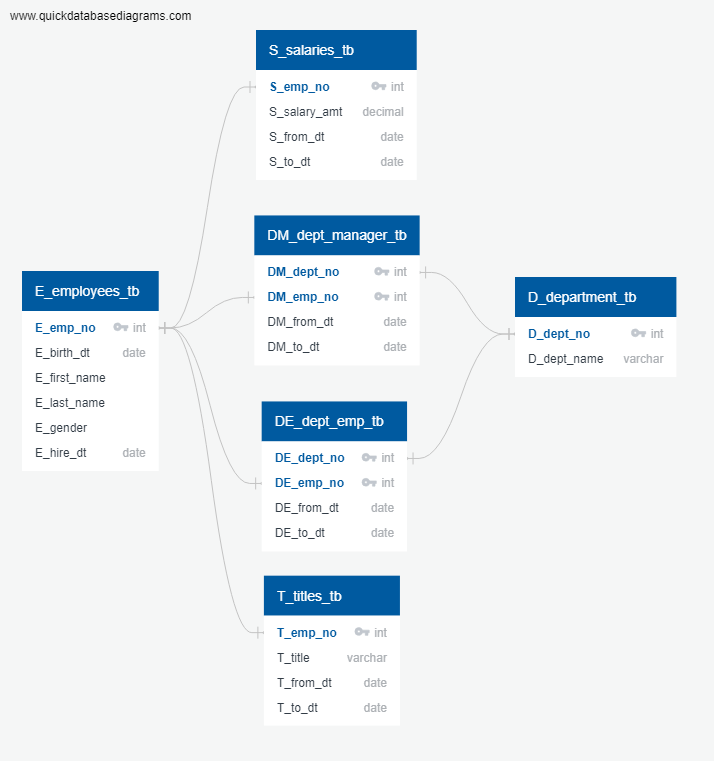 www.quickdatabasediagrams.com
S_salaries_tb
S_emp_no int
S_salary_amt decimal
S_from_dt date
S_to_dt date
DM_dept_manager_tb
DM_dept_no int
DM_emp_no int
DM_from_dt date
DM_to_dt date
E_employees_tb
E_emp_no int
E_birth_dt date
E_first_name
E_last_name
E_gender
E_hire_dt date
D_department_tb
D_dept_no int
D_dept_name varchar
DE_dept_emp_tb
DE_dept_no int
DE_emp_no int
DE_from_dt date
DE_to_dt date
T_titles_tb
T_emp_no int
T_title varchar
T_from_dt date
T_to_dt date